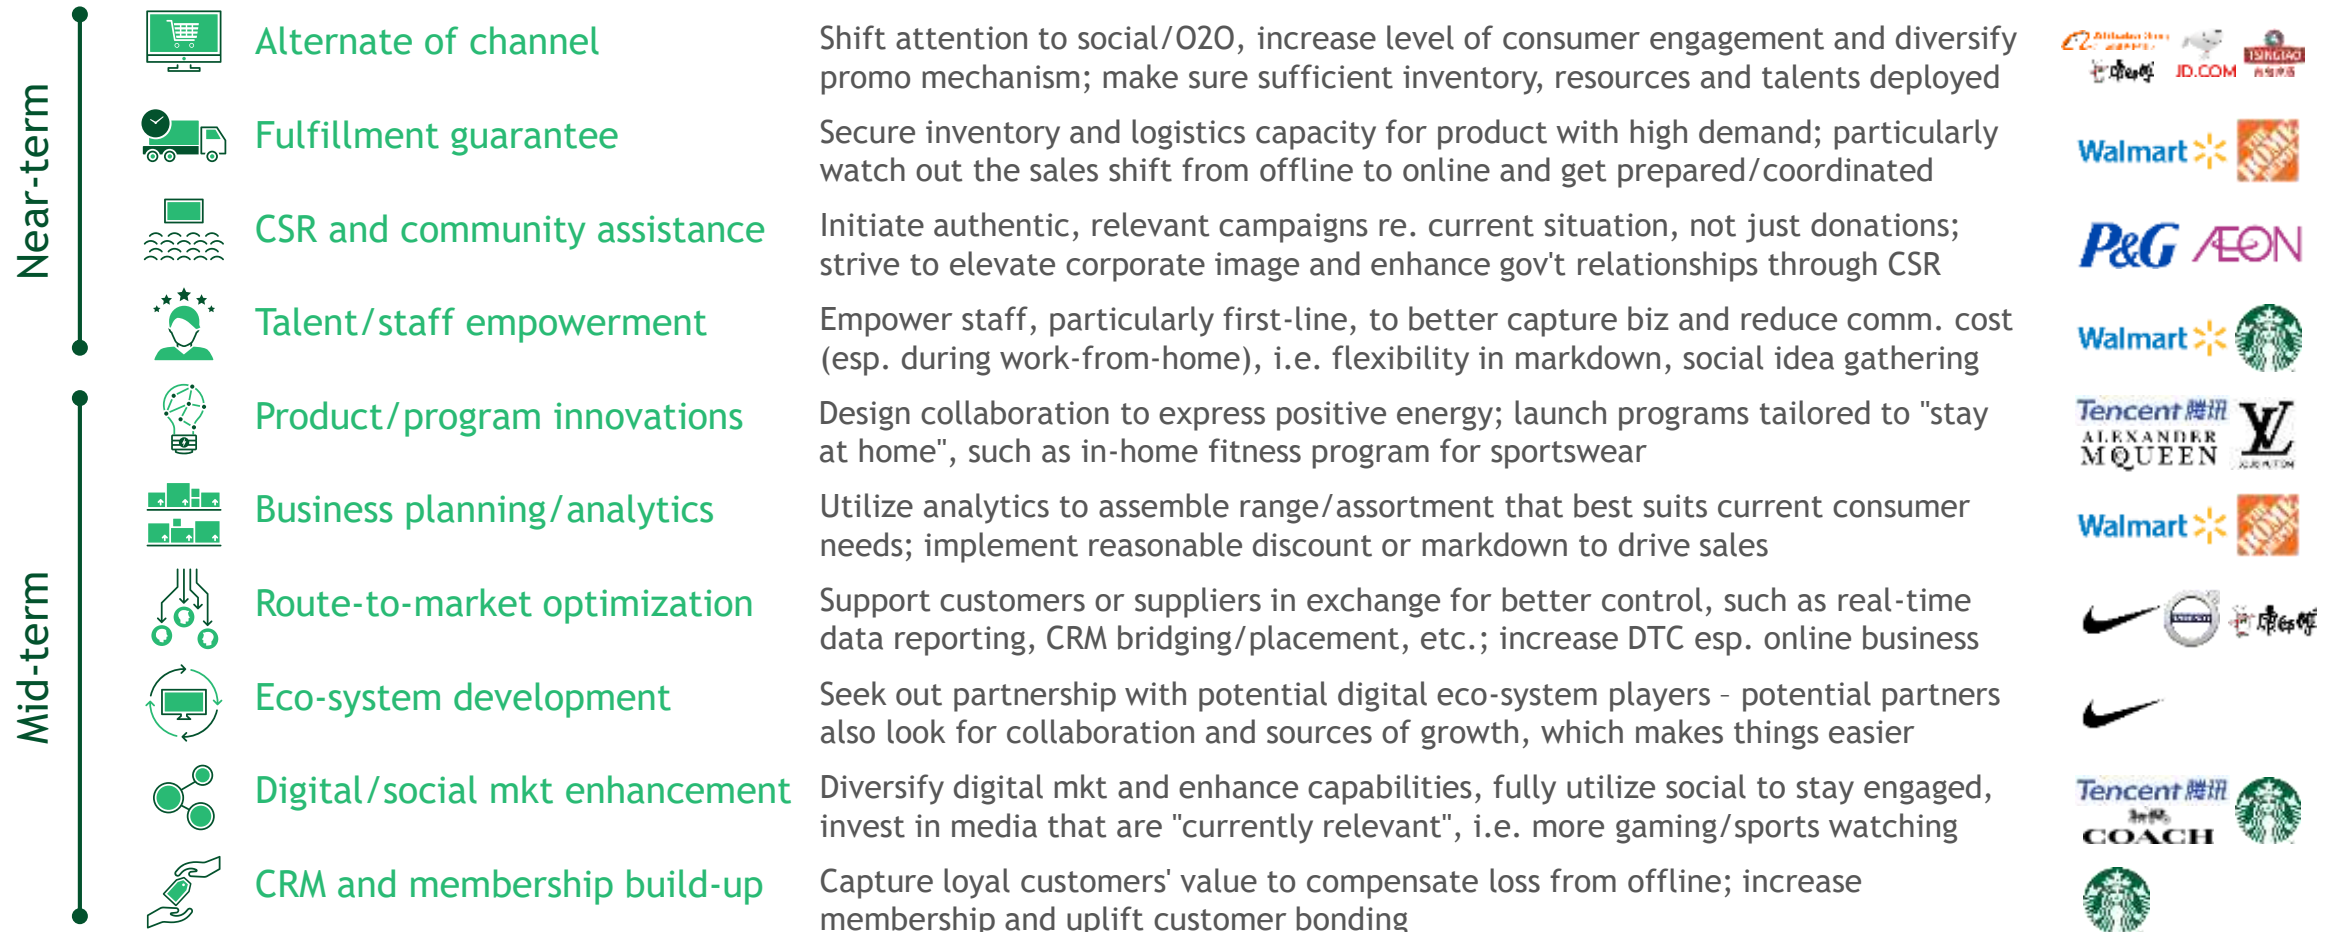 Near-term
Alternate of channel
Shift attention to social/O2O, increase level of consumer engagement and diversify
promo mechanism; make sure sufficient inventory, resources and talents deployed
JD.COM
TSINGTAO
Fulfillment guarantee
Secure inventory and logistics capacity for product with high demand; particularly
watch out the sales shift from offline to online and get prepared/coordinated
Walmart
CSR and community assistance
Initiate authentic, relevant campaigns re. current situation, not just donations;
strive to elevate corporate image and enhance gov't relationships through CSR
P&G ÆON
Talent/staff empowerment
Empower staff, particularly first-line, to better capture biz and reduce comm. cost
(esp. during work-from-home), i.e. flexibility in markdown, social idea gathering
Walmart
Mid-term
Product/program innovations
Design collaboration to express positive energy; launch programs tailored to "stay
at home", such as in-home fitness program for sportswear
Tencent 腾讯
ALEXANDER
MQUEEN
LV
Business planning/analytics
Utilize analytics to assemble range/assortment that best suits current consumer
needs; implement reasonable discount or markdown to drive sales
Walmart
Route-to-market optimization
Support customers or suppliers in exchange for better control, such as real-time
data reporting, CRM bridging/placement, etc.; increase DTC esp. online business
Eco-system development
Seek out partnership with potential digital eco-system players – potential partners
also look for collaboration and sources of growth, which makes things easier
Digital/social mkt enhancement
Diversify digital mkt and enhance capabilities, fully utilize social to stay engaged,
invest in media that are "currently relevant", i.e. more gaming/sports watching
Tencent 腾讯
COACH
CRM and membership build-up
Capture loyal customers' value to compensate loss from offline; increase
membership and uplift customer bonding